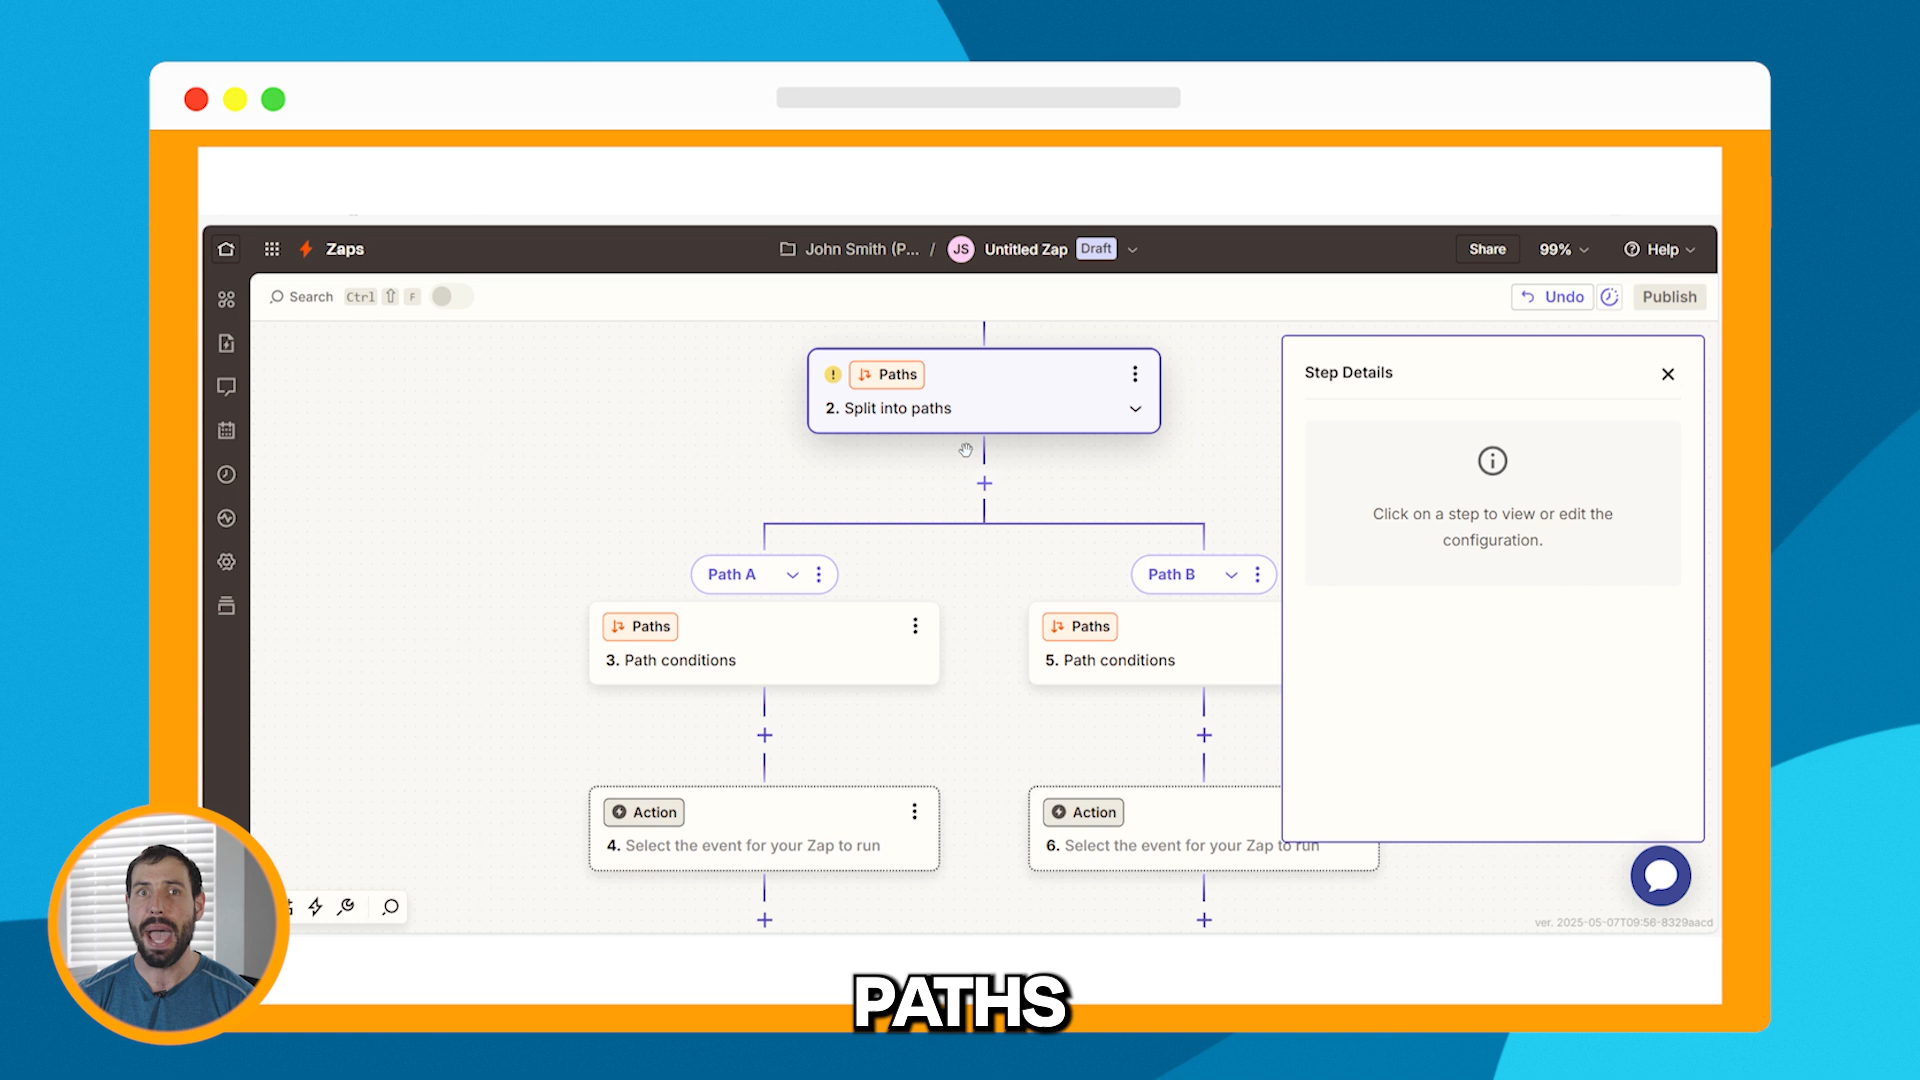 Zaps
John Smith (P... / JS Untitled Zap Draft
Share 99% Help
Search Ctrl ⇧ F
Undo Publish
! Paths
2. Split into paths
Step Details
Click on a step to view or edit the
configuration.
Path A
Path B
Paths
3. Path conditions
Paths
5. Path conditions
Action
4. Select the event for your Zap to run
Action
6. Select the event for your Zap to run
ver. 2025-05-07T09:56-8329aacd
PATHS